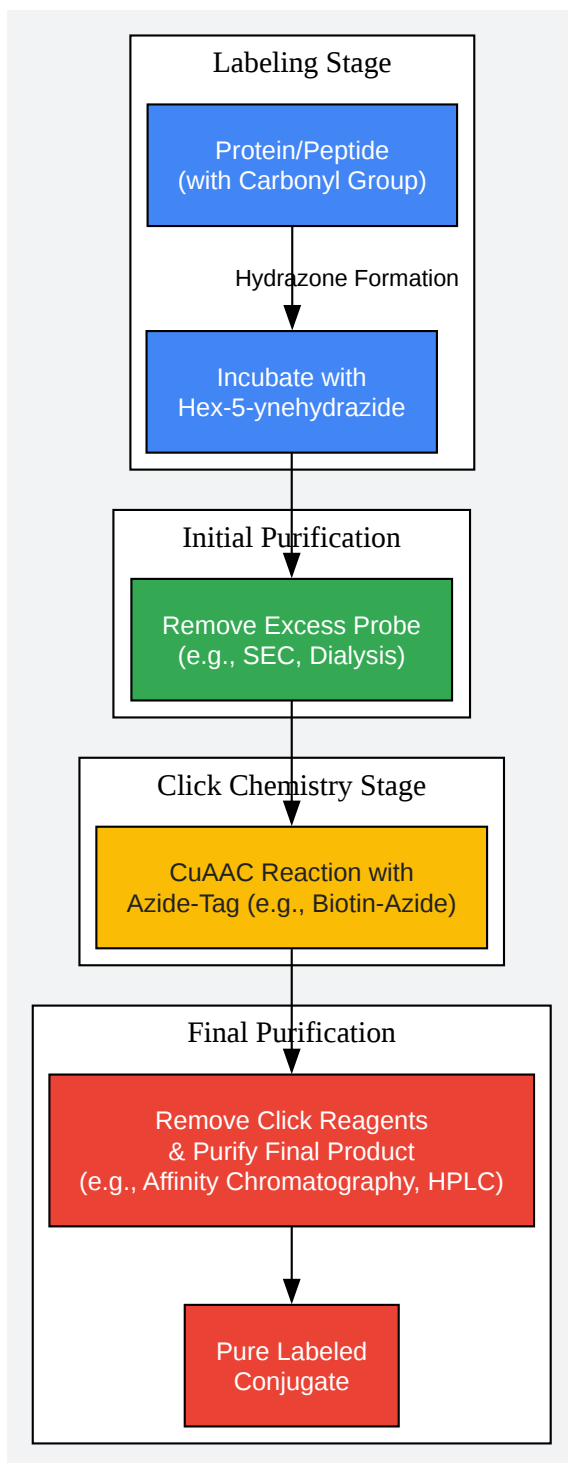 Labeling Stage
Protein/Peptide
(with Carbonyl Group)
Hydrazone Formation
Incubate with
Hex-5-ynehydrazide
Initial Purification
Remove Excess Probe
(e.g., SEC, Dialysis)
Click Chemistry Stage
CuAAC Reaction with
Azide-Tag (e.g., Biotin-Azide)
Final Purification
Remove Click Reagents
& Purify Final Product
(e.g., Affinity Chromatography, HPLC)
Pure Labeled
Conjugate